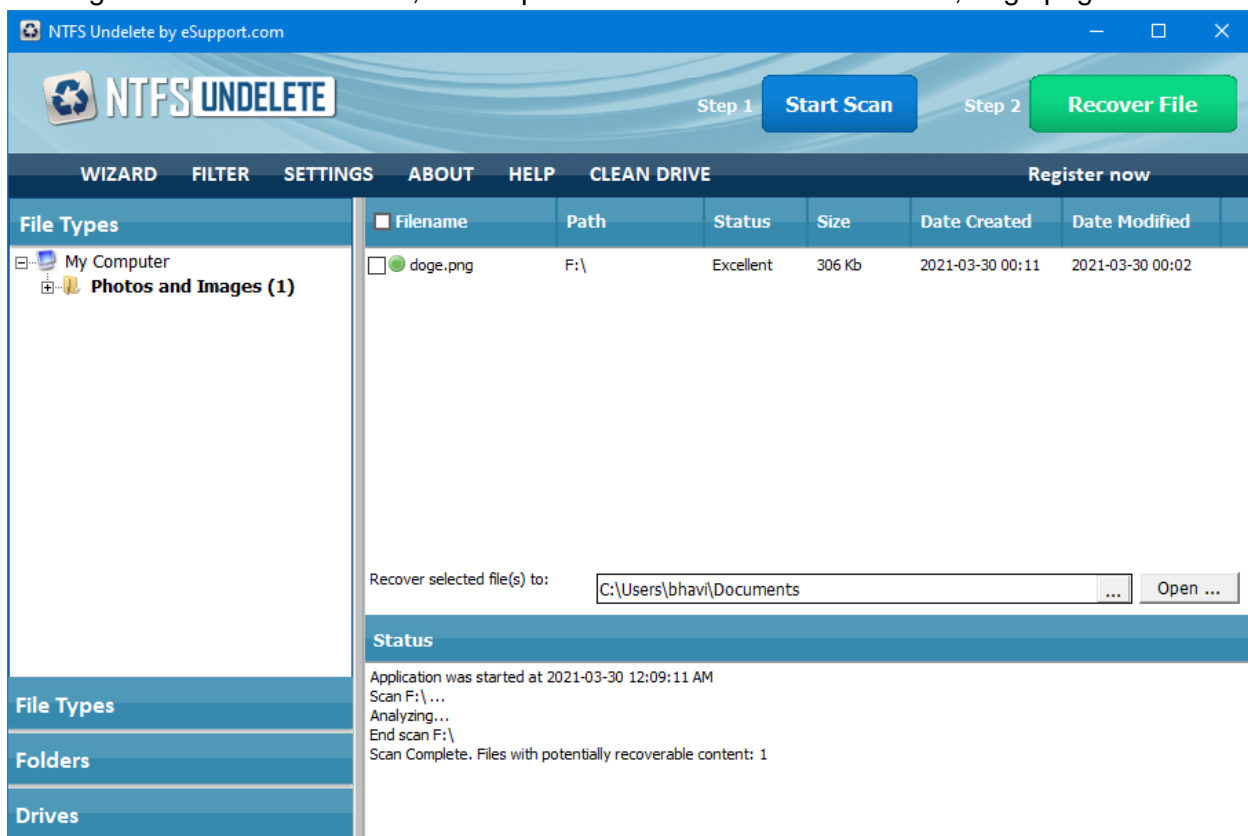 NTFS Undelete by eSupport.com
NTFS UNDELETE
Step 1 Start Scan Step 2 Recover File
WIZARD FILTER SETTINGS ABOUT HELP CLEAN DRIVE Register now
File Types
Filename Path Status Size Date Created Date Modified
My Computer
Photos and Images (1)
doge.png F:\ Excellent 306 Kb 2021-03-30 00:11 2021-03-30 00:02
Recover selected file(s) to: C:\Users\bhavi\Documents ... Open ...
Status
Application was started at 2021-03-30 12:09:11 AM
Scan F:\ ...
Analyzing...
End scan F:\
Scan Complete. Files with potentially recoverable content: 1
File Types
Folders
Drives